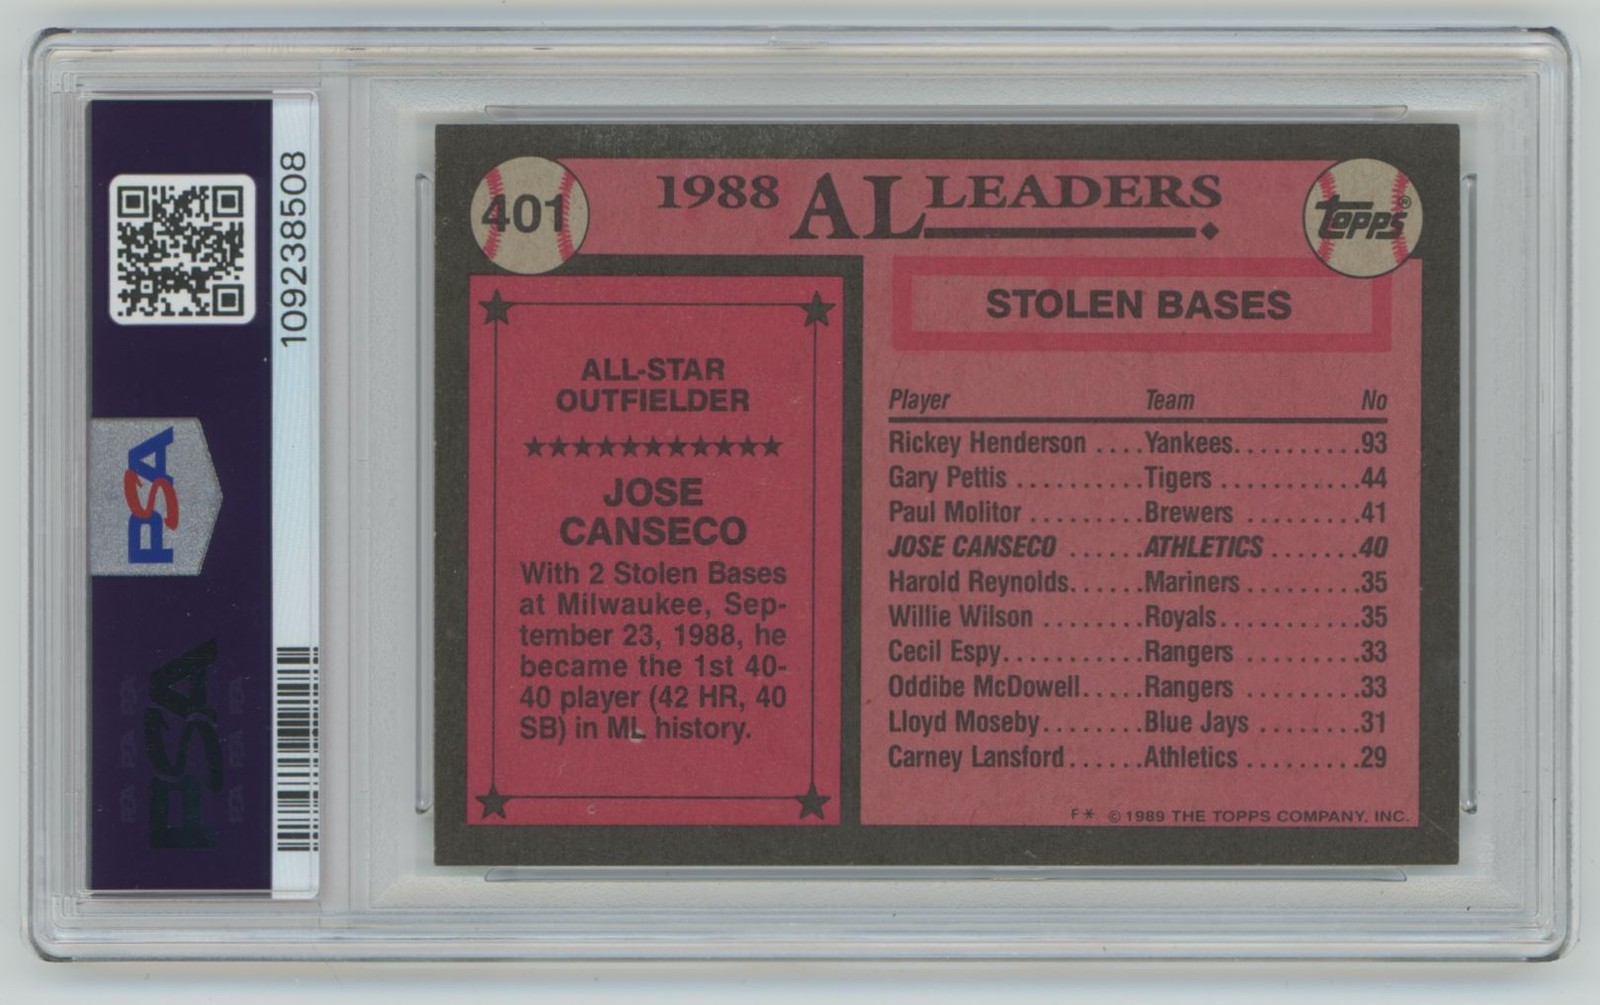 109238508
PSA
PSA
401
1988 AL LEADERS
TOPPS®
STOLEN BASES
ALL-STAR
OUTFIELDER
JOSE
CANSECO
With 2 Stolen Bases
at Milwaukee, Sep-
tember 23, 1988, he
became the 1st 40-
40 player (42 HR, 40
SB) in ML history.
Player Team No
Rickey Henderson ....Yankees..........93
Gary Pettis ..........Tigers ...........44
Paul Molitor .........Brewers .........41
JOSE CANSECO ......ATHLETICS .......40
Harold Reynolds......Mariners .........35
Willie Wilson ........Royals...........35
Cecil Espy...........Rangers .........33
Oddibe McDowell.....Rangers .........33
Lloyd Moseby........Blue Jays ........31
Carney Lansford ......Athletics .........29
F* © 1989 THE TOPPS COMPANY, INC.